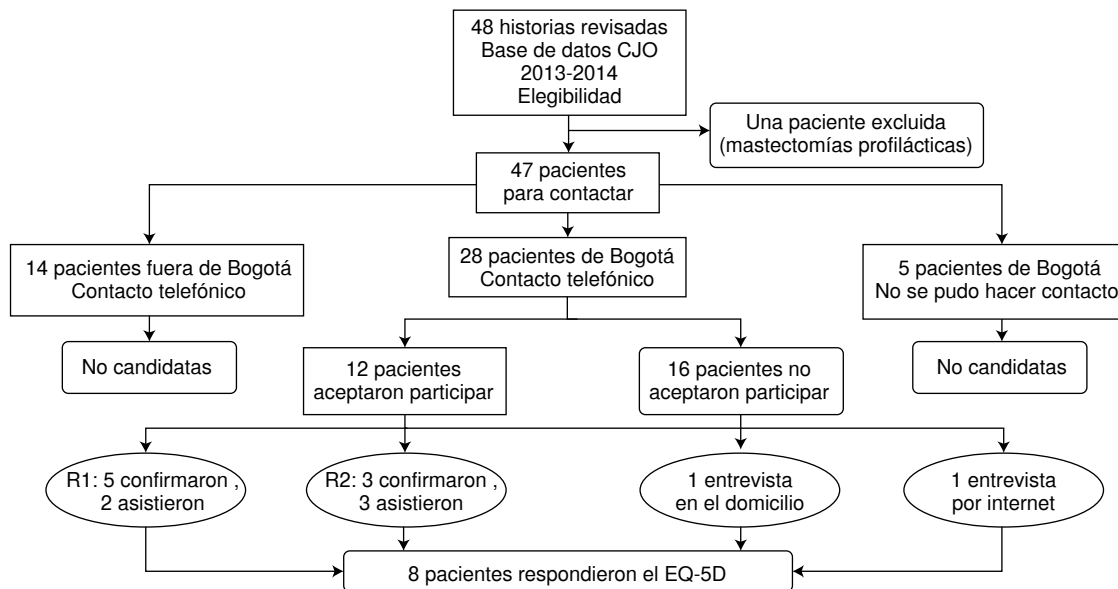 48 historias revisadas
Base de datos CJO
2013-2014
Elegibilidad
Una paciente excluida
(mastectomías profilácticas)
47 pacientes
para contactar
14 pacientes fuera de Bogotá
Contacto telefónico
28 pacientes de Bogotá
Contacto telefónico
5 pacientes de Bogotá
No se pudo hacer contacto
No candidatas
12 pacientes
aceptaron participar
16 pacientes no
aceptaron participar
No candidatas
R1: 5 confirmaron ,
2 asistieron
R2: 3 confirmaron ,
3 asistieron
1 entrevista
en el domicilio
1 entrevista
por internet
8 pacientes respondieron el EQ-5D